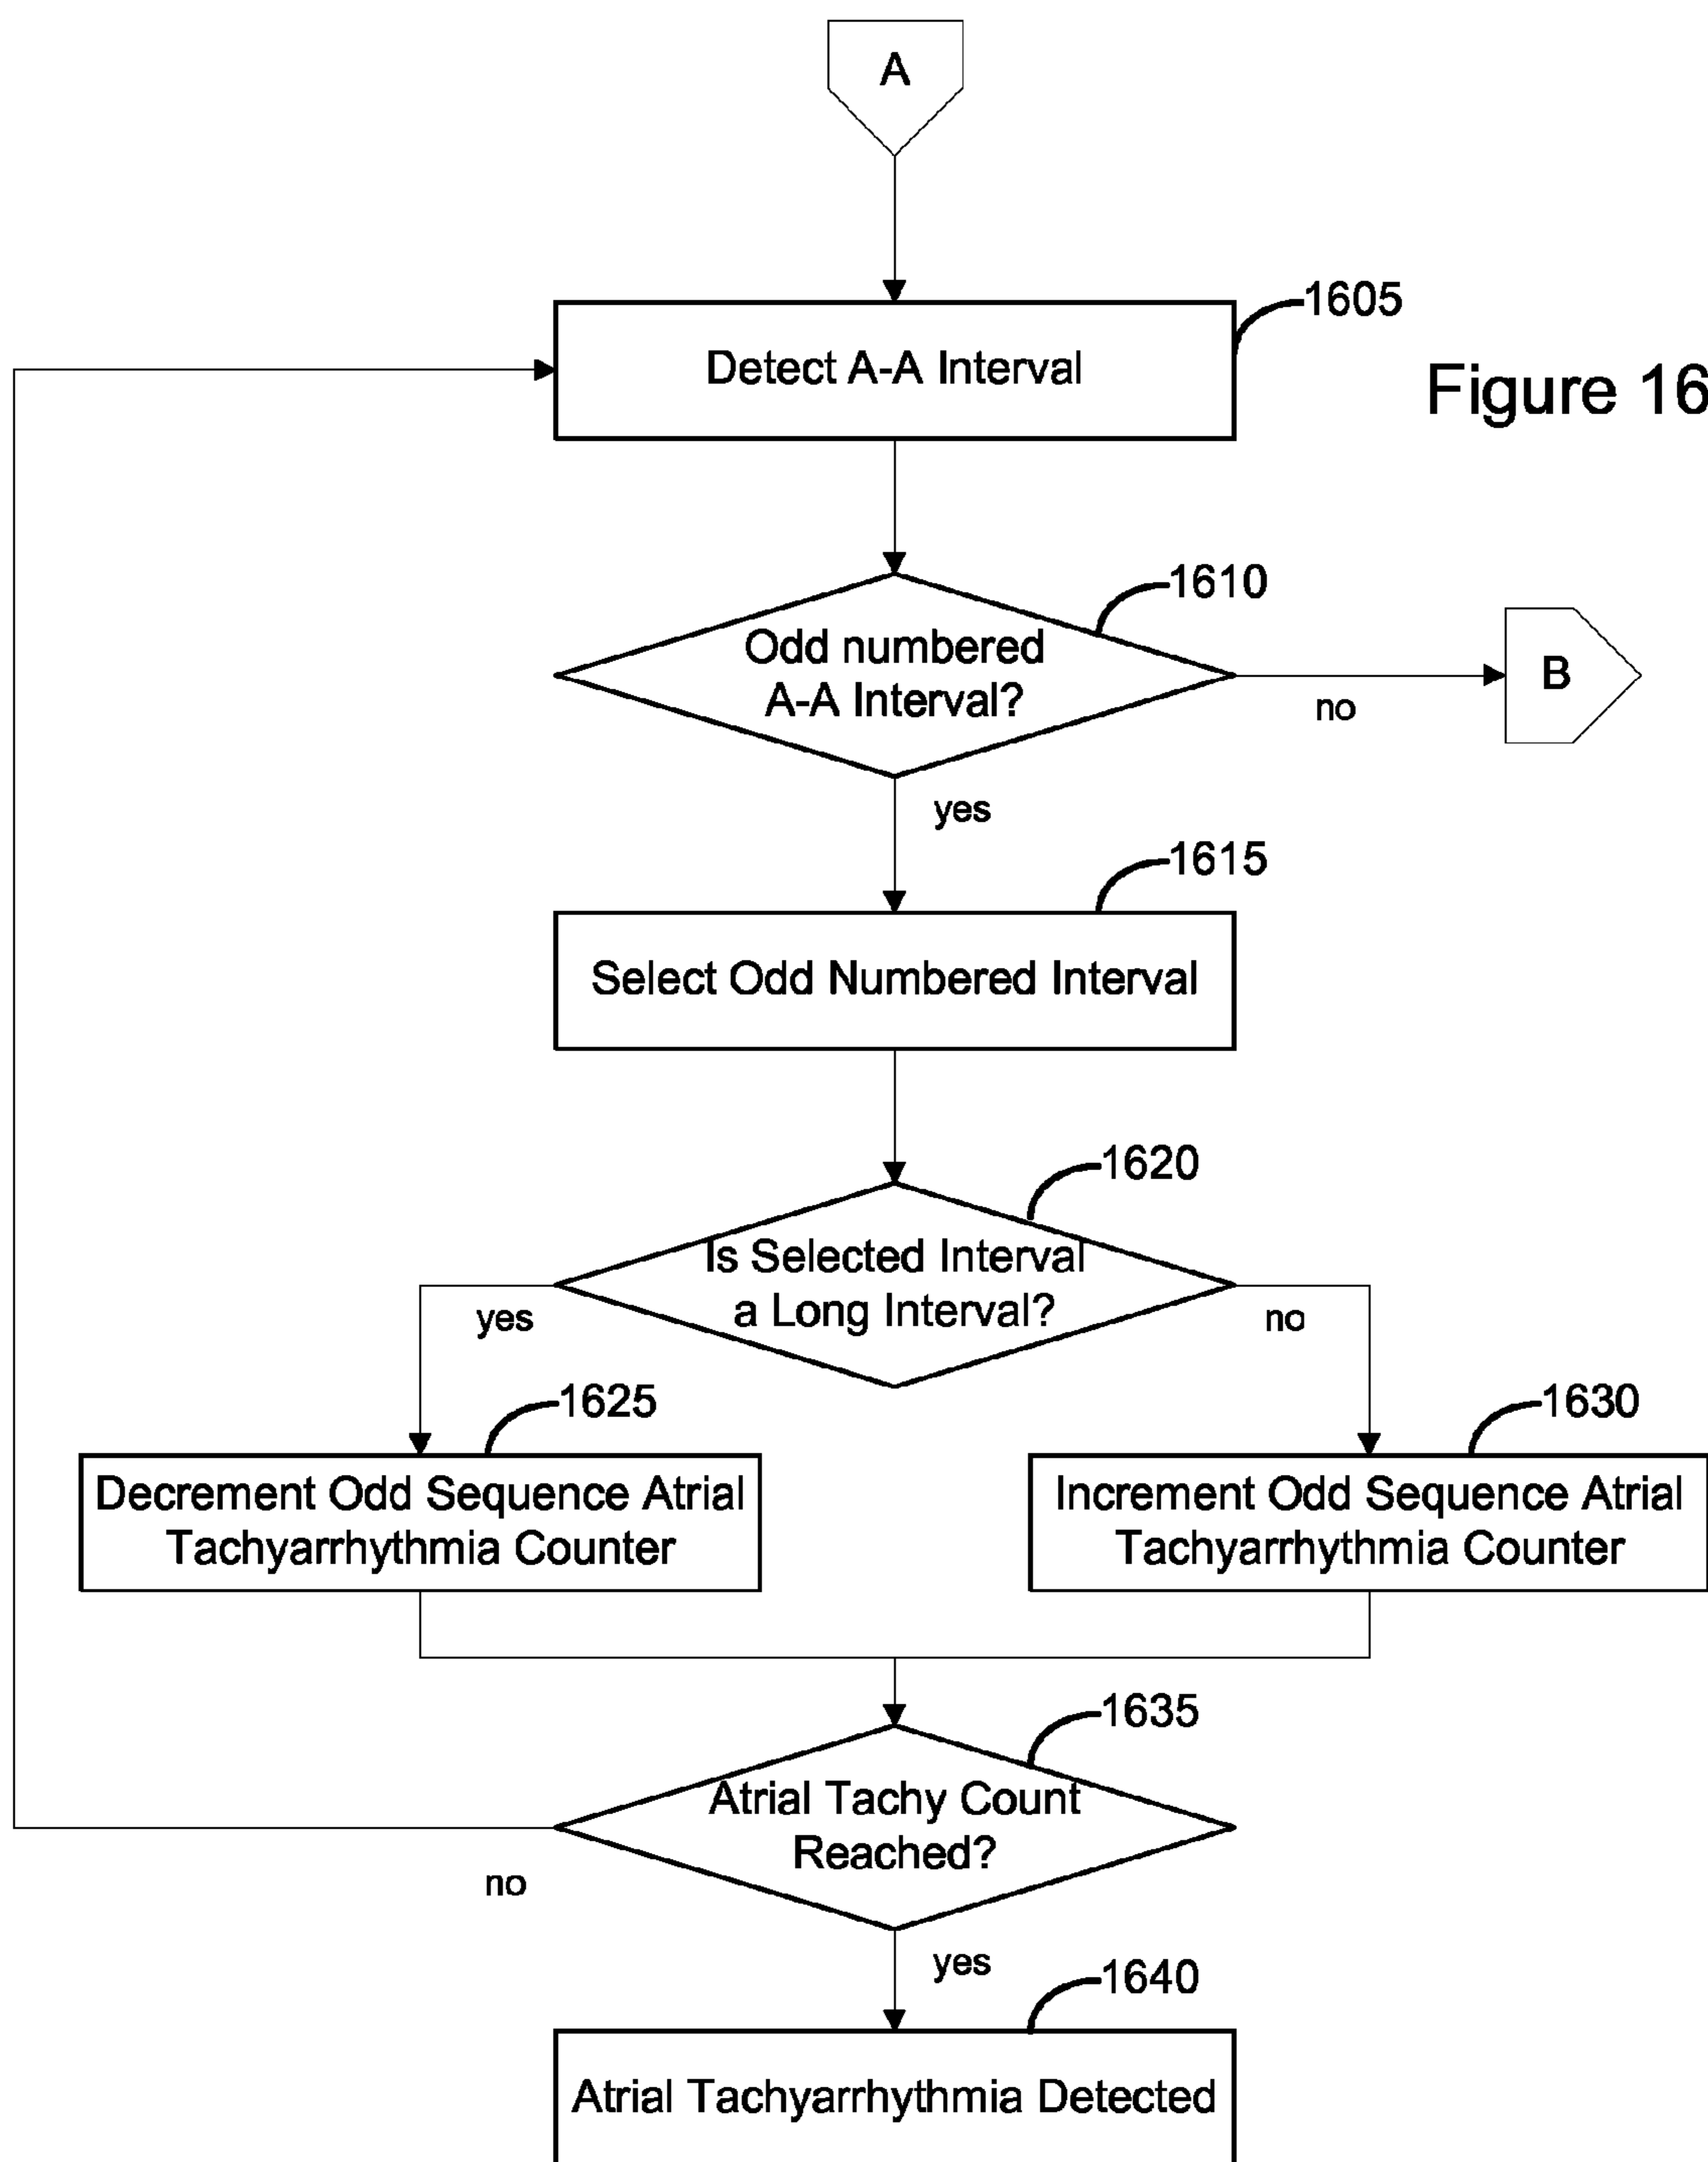 A
1605
Detect A-A Interval
Figure 16
1610
Odd numbered
A-A Interval?
B
no
yes
1615
Select Odd Numbered Interval
1620
Is Selected Interval
a Long Interval?
yes
no
1625
1630
Decrement Odd Sequence Atrial
Tachyarrhythmia Counter
Increment Odd Sequence Atrial
Tachyarrhythmia Counter
1635
Atrial Tachy Count
Reached?
no
yes
1640
Atrial Tachyarrhythmia Detected